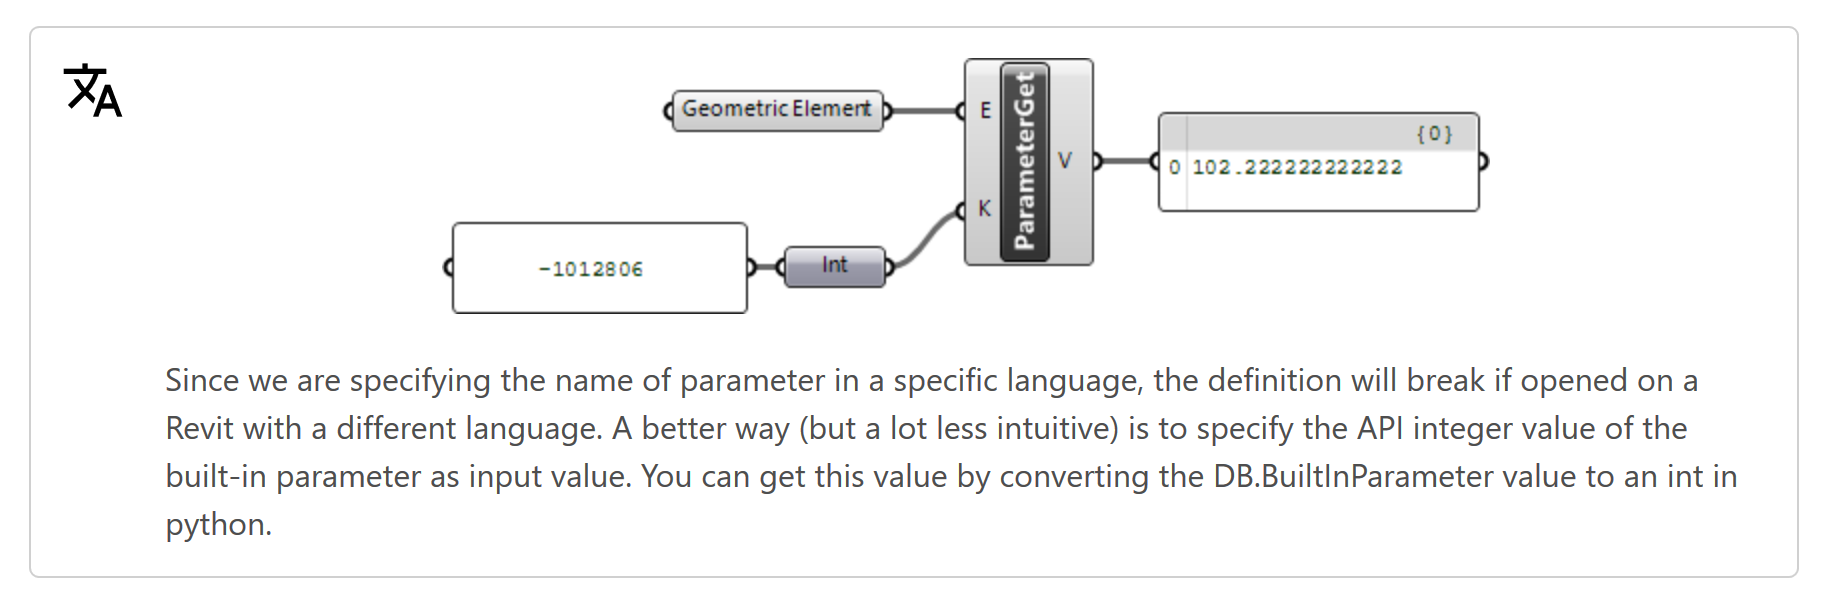 文A
Geometric Element
E
K
ParameterGet
V
{0}
0 102.222222222222
-1012806
Int
Since we are specifying the name of parameter in a specific language, the definition will break if opened on a
Revit with a different language. A better way (but a lot less intuitive) is to specify the API integer value of the
built-in parameter as input value. You can get this value by converting the DB.BuiltInParameter value to an int in
python.